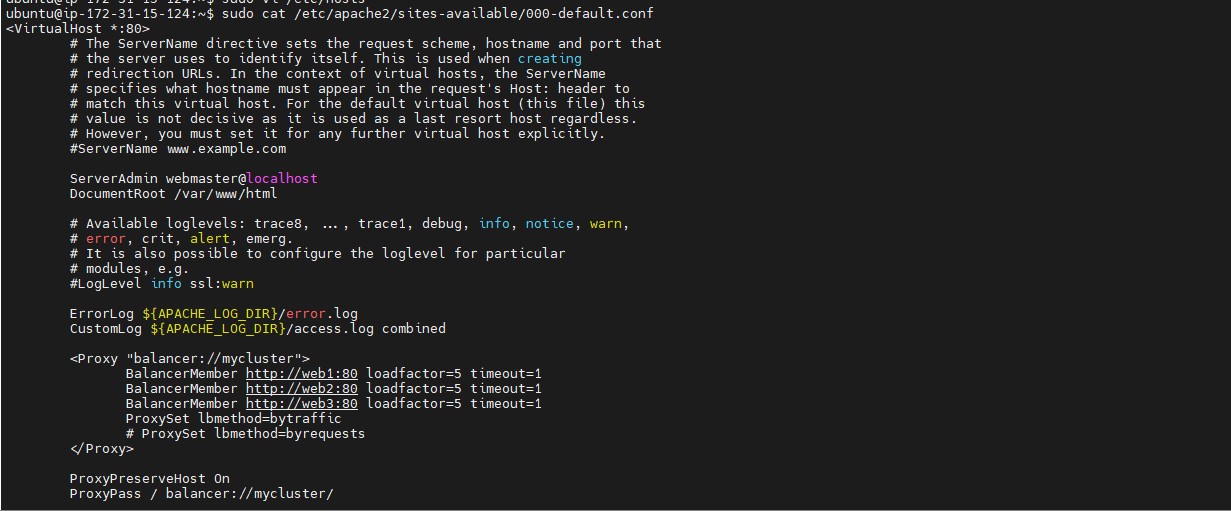 ubuntu@ip-172-31-15-124:~$ sudo vi /etc/hosts
ubuntu@ip-172-31-15-124:~$ sudo cat /etc/apache2/sites-available/000-default.conf
<VirtualHost *:80>
        # The ServerName directive sets the request scheme, hostname and port that
        # the server uses to identify itself. This is used when creating
        # redirection URLs. In the context of virtual hosts, the ServerName
        # specifies what hostname must appear in the request's Host: header to
        # match this virtual host. For the default virtual host (this file) this
        # value is not decisive as it is used as a last resort host regardless.
        # However, you must set it for any further virtual host explicitly.
        #ServerName www.example.com

        ServerAdmin webmaster@localhost
        DocumentRoot /var/www/html

        # Available loglevels: trace8, ..., trace1, debug, info, notice, warn,
        # error, crit, alert, emerg.
        # It is also possible to configure the loglevel for particular
        # modules, e.g.
        #LogLevel info ssl:warn

        ErrorLog ${APACHE_LOG_DIR}/error.log
        CustomLog ${APACHE_LOG_DIR}/access.log combined

        <Proxy "balancer://mycluster">
               BalancerMember http://web1:80 loadfactor=5 timeout=1
               BalancerMember http://web2:80 loadfactor=5 timeout=1
               BalancerMember http://web3:80 loadfactor=5 timeout=1
               ProxySet lbmethod=bytraffic
               # ProxySet lbmethod=byrequests
        </Proxy>

        ProxyPreserveHost On
        ProxyPass / balancer://mycluster/